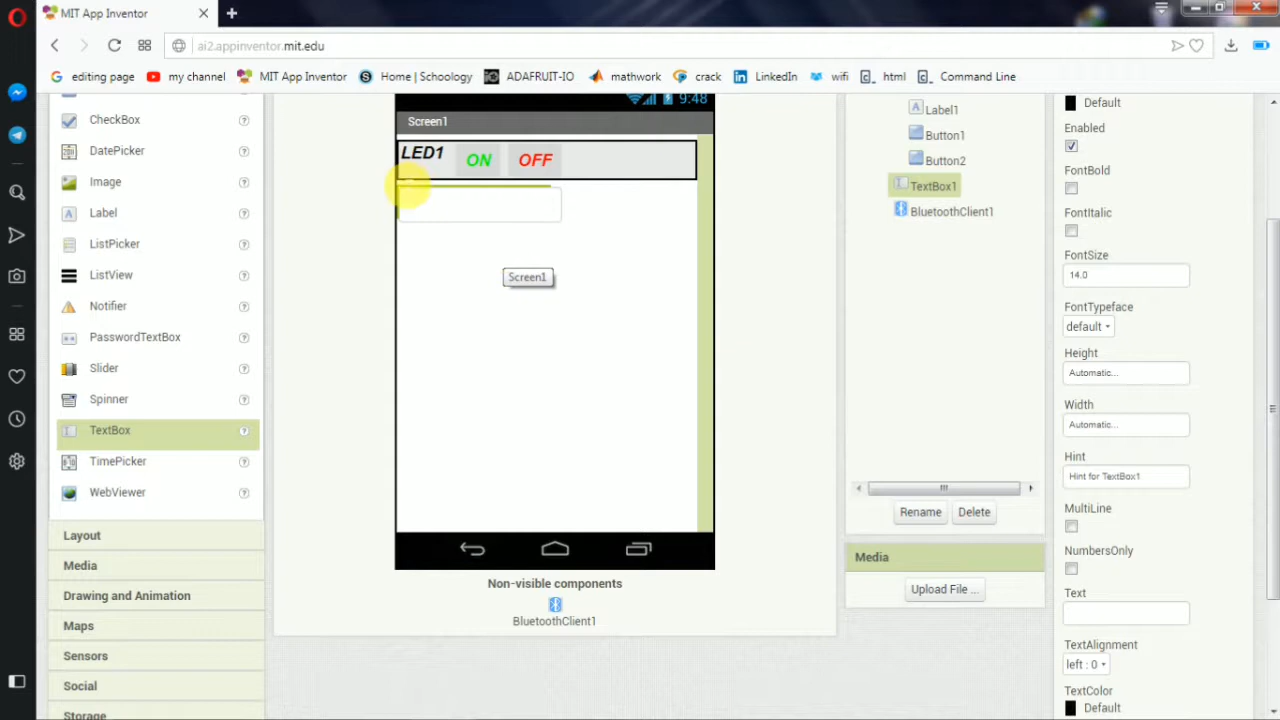 MIT App Inventor
ai2.appinventor.mit.edu
editing page my channel MIT App Inventor Home | Schoology ADAFRUIT-IO mathwork crack LinkedIn wifi html Command Line
CheckBox
DatePicker
Image
Label
ListPicker
ListView
Notifier
PasswordTextBox
Slider
Spinner
TextBox
TimePicker
WebViewer
Layout
Media
Drawing and Animation
Maps
Sensors
Social
Storage
9:48
Screen1
LED1 ON OFF
Screen1
Non-visible components
BluetoothClient1
Label1
Button1
Button2
TextBox1
BluetoothClient1
Rename Delete
Media
Upload File ...
Default
Enabled
FontBold
FontItalic
FontSize
14.0
FontTypeface
default
Height
Automatic...
Width
Automatic...
Hint
Hint for TextBox1
MultiLine
NumbersOnly
Text
TextAlignment
left : 0
TextColor
Default